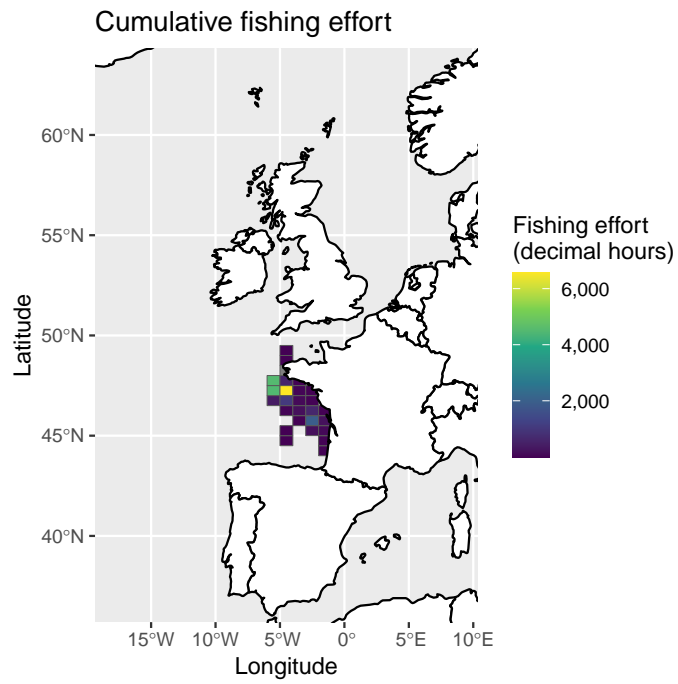 Cumulative fishing effort
60°N
55°N
50°N
45°N
40°N
Latitude
15°W
10°W
5°W
0°
5°E
10°E
Longitude
Fishing effort
(decimal hours)
6,000
4,000
2,000